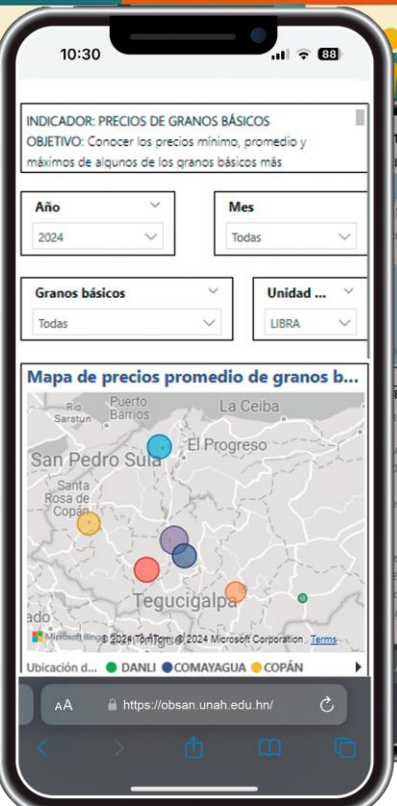 10:30
88
INDICADOR: PRECIOS DE GRANOS BÁSICOS
OBJETIVO: Conocer los precios mínimo, promedio y
máximos de algunos de los granos básicos más
Año
Mes
2024
Todas
Granos básicos
Unidad ...
Todas
LIBRA
Mapa de precios promedio de granos b...
Río
Sarstun
Puerto
Barrios
La Ceiba
El Progreso
San Pedro Sula
Santa
Rosa de
Copán
Tegucigalpa
ado
Microsoft Bing © 2024 TomTom, © 2024 Microsoft Corporation Terms
Ubicación d... DANLI COMAYAGUA COPÁN
AA https://obsan.unah.edu.hn/